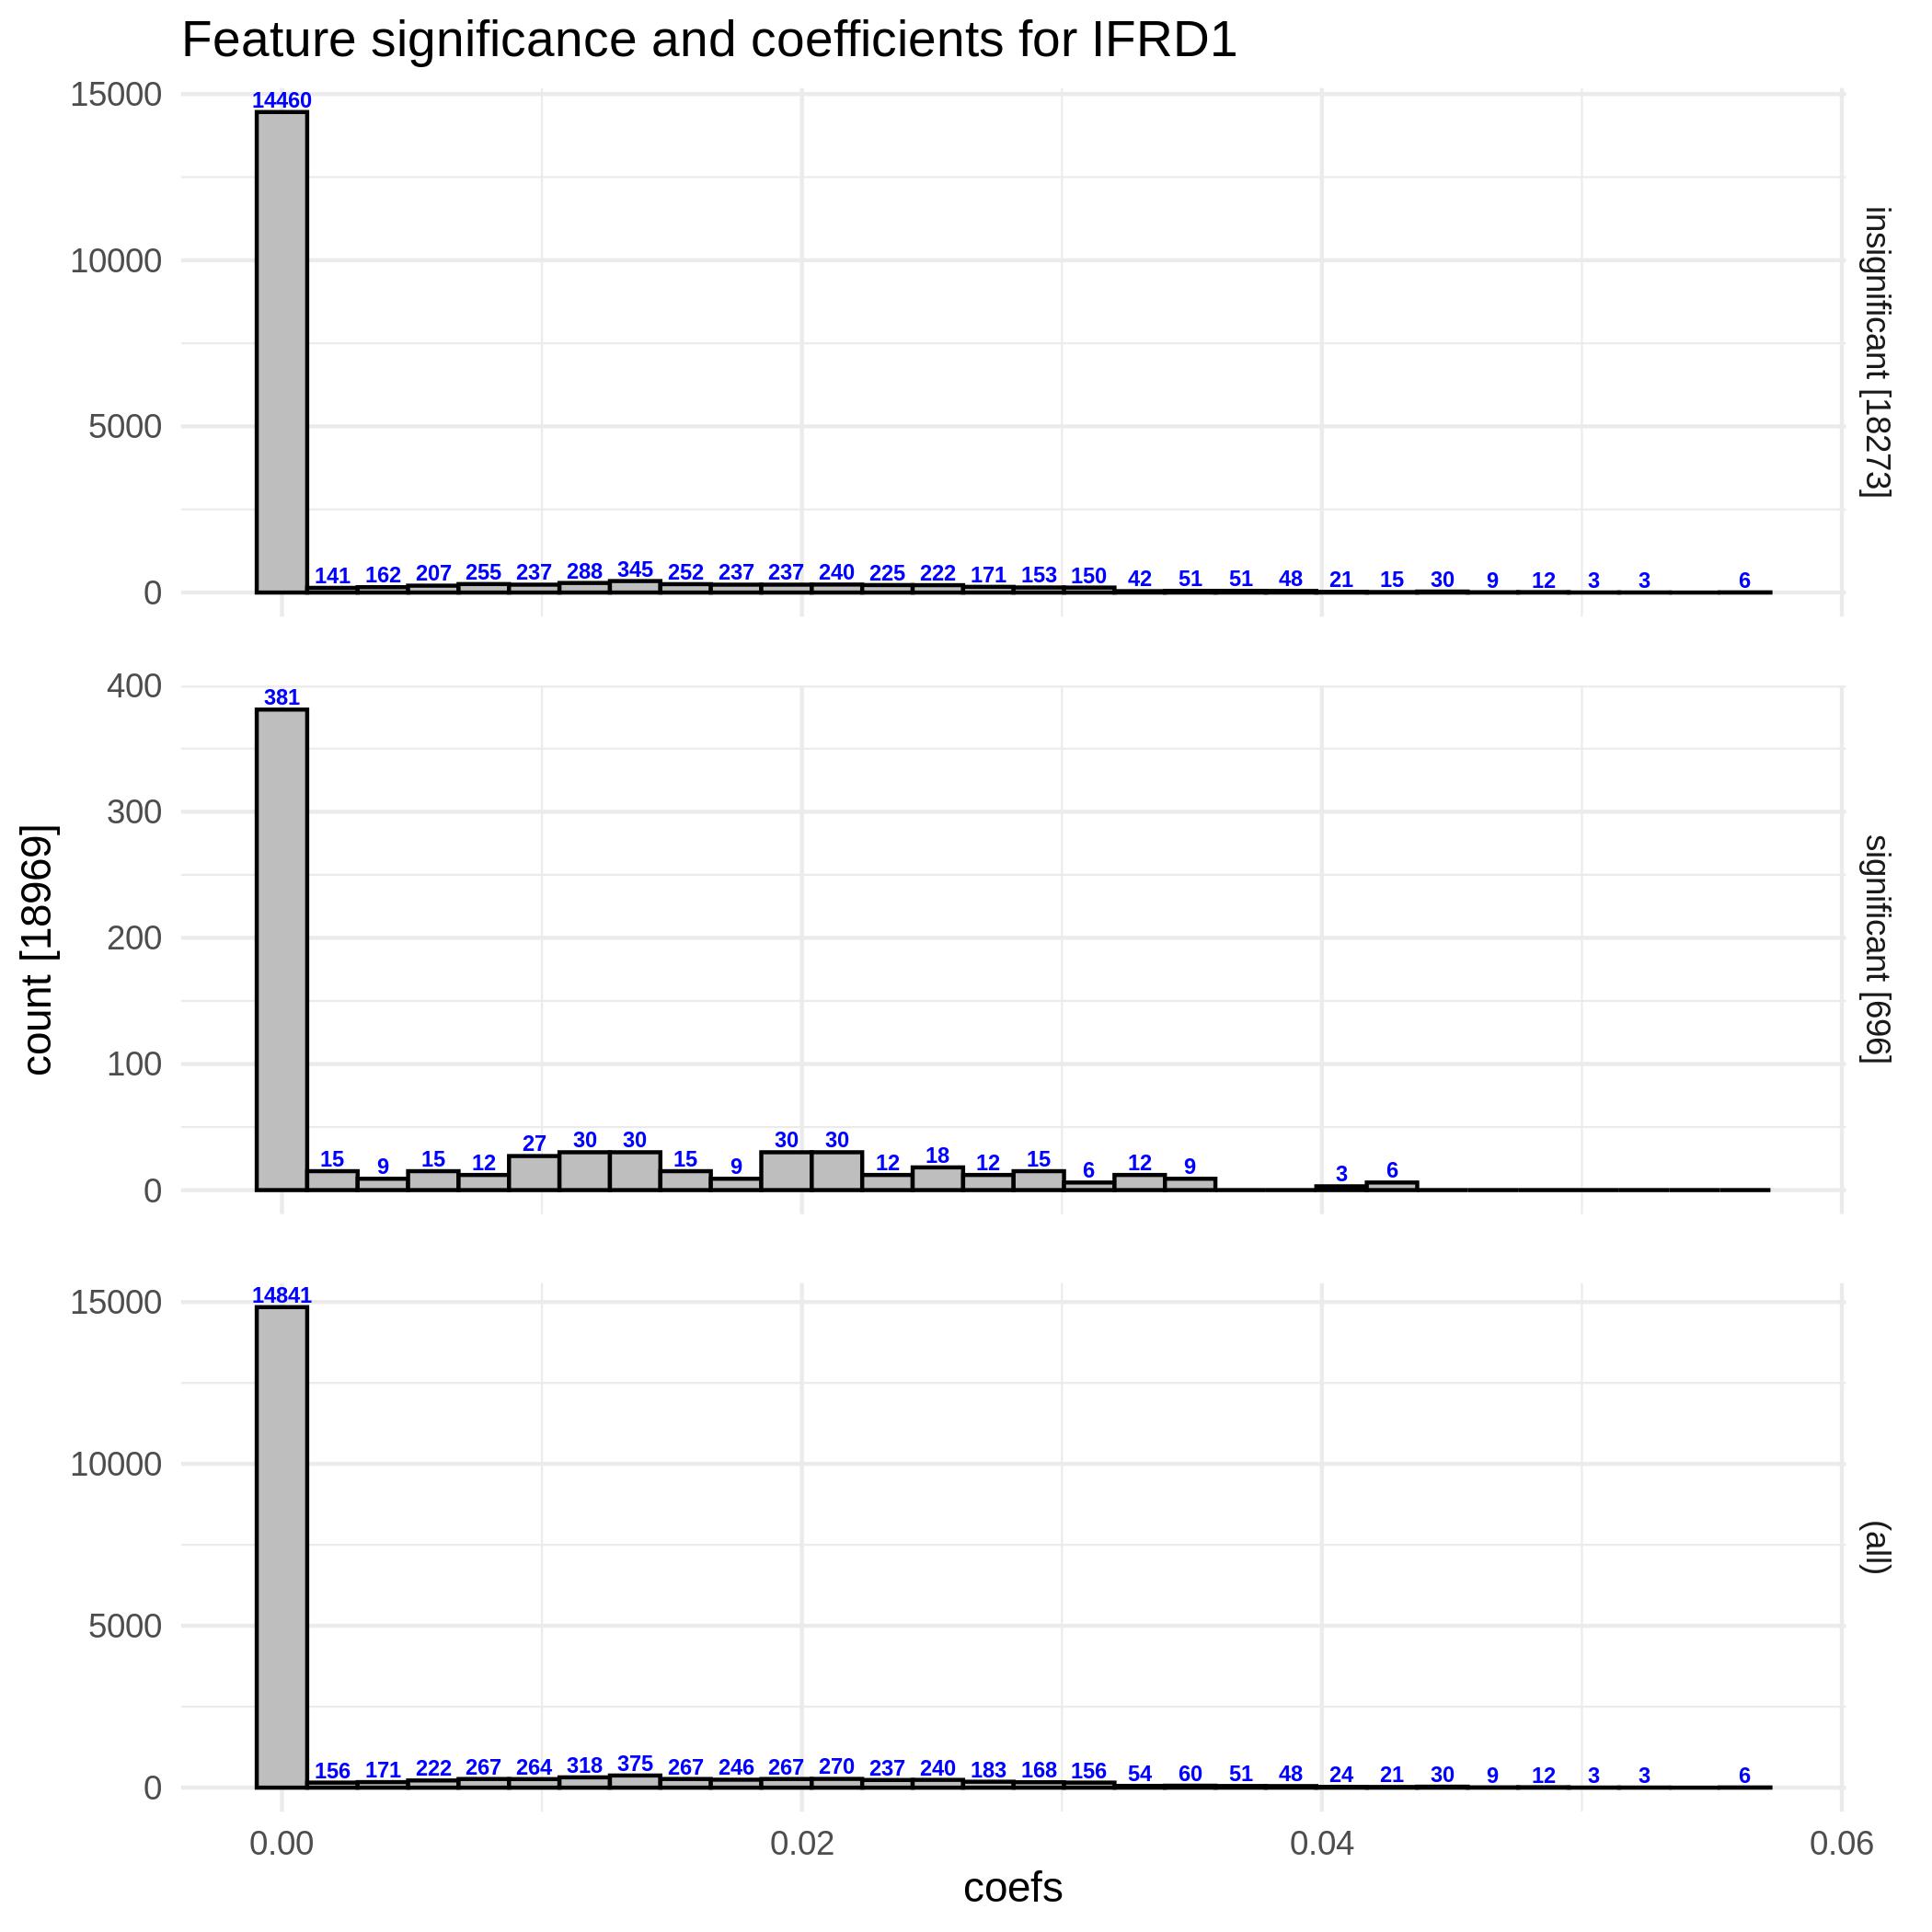 Feature significance and coefficients for IFRD1
count [18969]
15000
10000
5000
0
14460
141 162 207 255 237 288 345 252 237 237 240 225 222 171 153 150 42 51 51 48 21 15 30 9 12 3 3 6
insignificant [18273]
400
300
200
100
0
381
15 9 15 12 27 30 30 15 9 30 30 12 18 12 15 6 12 9 3 6
significant [696]
15000
10000
5000
0
14841
156 171 222 267 264 318 375 267 246 267 270 237 240 183 168 156 54 60 51 48 24 21 30 9 12 3 3 6
(all)
0.00 0.02 0.04 0.06
coefs